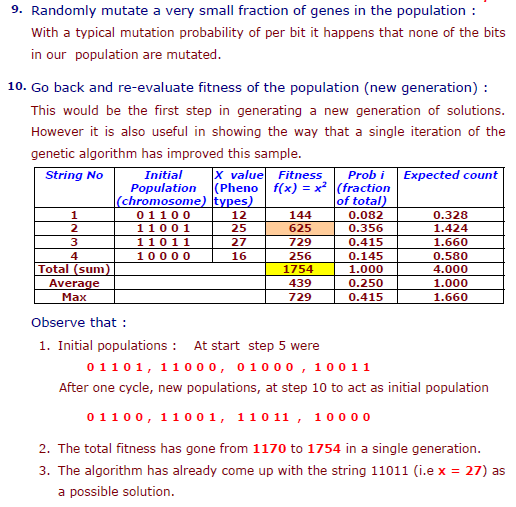 9. Randomly mutate a very small fraction of genes in the population :
With a typical mutation probability of per bit it happens that none of the bits
in our population are mutated.
10. Go back and re-evaluate fitness of the population (new generation) :
This would be the first step in generating a new generation of solutions.
However it is also useful in showing the way that a single iteration of the
genetic algorithm has improved this sample.
String No Initial Population (chromosome) X value (Pheno types) Fitness f(x) = x² Prob i (fraction of total) Expected count
1 0 1 1 0 0 12 144 0.082 0.328
2 1 1 0 0 1 25 625 0.356 1.424
3 1 1 0 1 1 27 729 0.415 1.660
4 1 0 0 0 0 16 256 0.145 0.580
Total (sum) 1754 1.000 4.000
Average 439 0.250 1.000
Max 729 0.415 1.660
Observe that :
1. Initial populations : At start step 5 were
0 1 1 0 1 , 1 1 0 0 0 , 0 1 0 0 0 , 1 0 0 1 1
After one cycle, new populations, at step 10 to act as initial population
0 1 1 0 0 , 1 1 0 0 1 , 1 1 0 11 , 1 0 0 0 0
2. The total fitness has gone from 1170 to 1754 in a single generation.
3. The algorithm has already come up with the string 11011 (i.e x = 27) as
a possible solution.